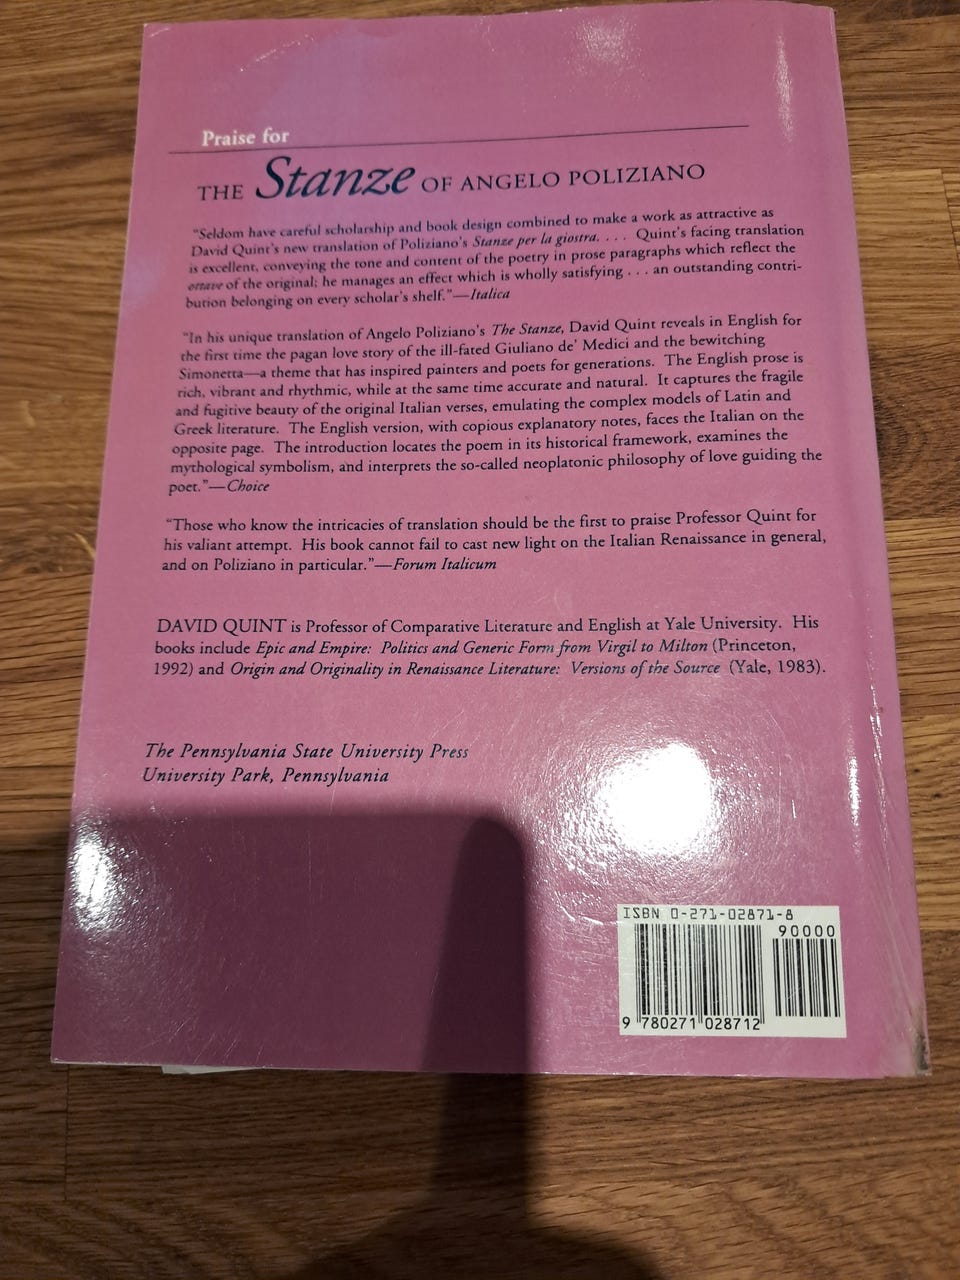 Praise for
THE Stanze OF ANGELO POLIZIANO
“Seldom have careful scholarship and book design combined to make a work as attractive as
David Quint's new translation of Poliziano's Stanze per la giostra. . . . Quint's facing translation
is excellent, conveying the tone and content of the poetry in prose paragraphs which reflect the
ottave of the original; he manages an effect which is wholly satisfying . . . an outstanding contri-
bution belonging on every scholar's shelf.”—Italica
“In his unique translation of Angelo Poliziano's The Stanze, David Quint reveals in English for
the first time the pagan love story of the ill-fated Giuliano de' Medici and the bewitching
Simonetta—a theme that has inspired painters and poets for generations. The English prose is
rich, vibrant and rhythmic, while at the same time accurate and natural. It captures the fragile
and fugitive beauty of the original Italian verses, emulating the complex models of Latin and
Greek literature. The English version, with copious explanatory notes, faces the Italian on the
opposite page. The introduction locates the poem in its historical framework, examines the
mythological symbolism, and interprets the so-called neoplatonic philosophy of love guiding the
poet.”—Choice
“Those who know the intricacies of translation should be the first to praise Professor Quint for
his valiant attempt. His book cannot fail to cast new light on the Italian Renaissance in general,
and on Poliziano in particular.”—Forum Italicum
DAVID QUINT is Professor of Comparative Literature and English at Yale University. His
books include Epic and Empire: Politics and Generic Form from Virgil to Milton (Princeton,
1992) and Origin and Originality in Renaissance Literature: Versions of the Source (Yale, 1983).
The Pennsylvania State University Press
University Park, Pennsylvania
ISBN 0-271-02871-8
90000
9 780271 028712